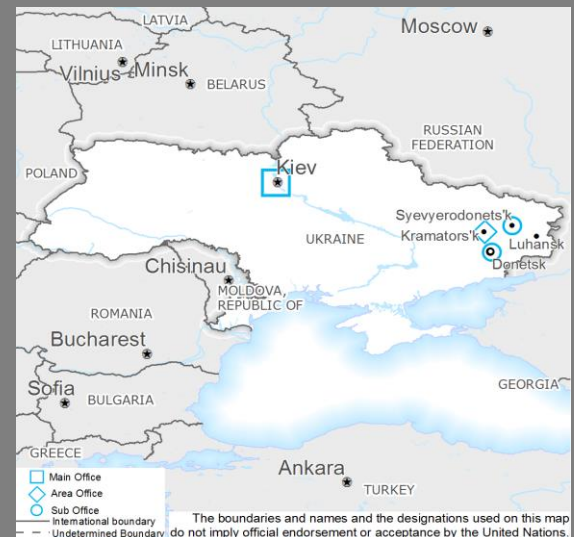 LATVIA
Moscow
LITHUANIA
Vilnius
Minsk
BELARUS
RUSSIAN
FEDERATION
POLAND
Kiev
Syevyerodonets'k
Kramators'k
Luhansk
UKRAINE
Donetsk
Chisinau
MOLDOVA,
REPUBLIC OF
ROMANIA
Bucharest
GEORGIA
Sofia
BULGARIA
GREECE
Ankara
TURKEY
Main Office
Area Office
Sub Office
International boundary
Undetermined Boundary
The boundaries and names and the designations used on this map
do not imply official endorsement or acceptance by the United Nations.